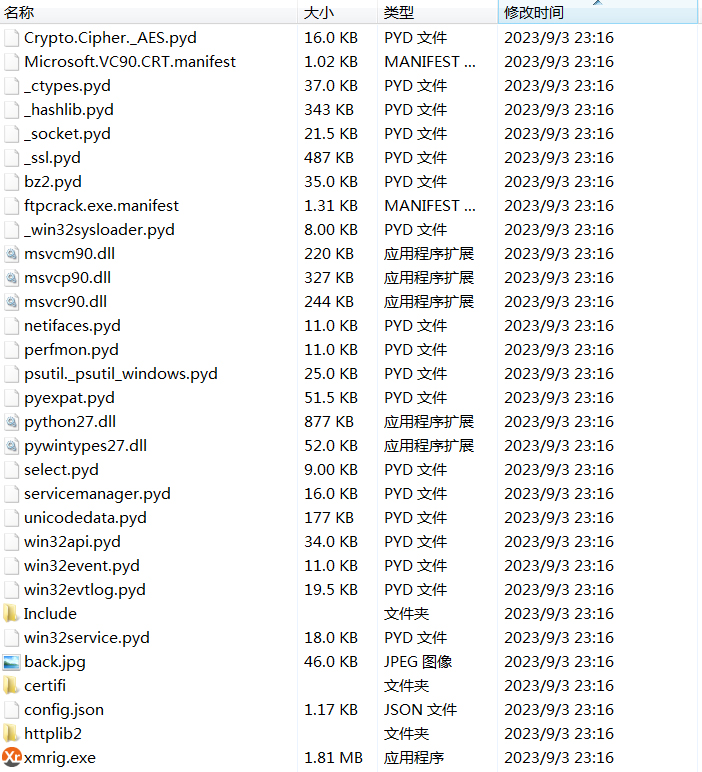 名称 大小 类型 修改时间
Crypto.Cipher._AES.pyd 16.0 KB PYD 文件 2023/9/3 23:16
Microsoft.VC90.CRT.manifest 1.02 KB MANIFEST ... 2023/9/3 23:16
_ctypes.pyd 37.0 KB PYD 文件 2023/9/3 23:16
_hashlib.pyd 343 KB PYD 文件 2023/9/3 23:16
_socket.pyd 21.5 KB PYD 文件 2023/9/3 23:16
_ssl.pyd 487 KB PYD 文件 2023/9/3 23:16
bz2.pyd 35.0 KB PYD 文件 2023/9/3 23:16
ftpcrack.exe.manifest 1.31 KB MANIFEST ... 2023/9/3 23:16
_win32sysloader.pyd 8.00 KB PYD 文件 2023/9/3 23:16
msvcm90.dll 220 KB 应用程序扩展 2023/9/3 23:16
msvcp90.dll 327 KB 应用程序扩展 2023/9/3 23:16
msvcr90.dll 244 KB 应用程序扩展 2023/9/3 23:16
netifaces.pyd 11.0 KB PYD 文件 2023/9/3 23:16
perfmon.pyd 11.0 KB PYD 文件 2023/9/3 23:16
psutil._psutil_windows.pyd 25.0 KB PYD 文件 2023/9/3 23:16
pyexpat.pyd 51.5 KB PYD 文件 2023/9/3 23:16
python27.dll 877 KB 应用程序扩展 2023/9/3 23:16
pywintypes27.dll 52.0 KB 应用程序扩展 2023/9/3 23:16
select.pyd 9.00 KB PYD 文件 2023/9/3 23:16
servicemanager.pyd 16.0 KB PYD 文件 2023/9/3 23:16
unicodedata.pyd 177 KB PYD 文件 2023/9/3 23:16
win32api.pyd 34.0 KB PYD 文件 2023/9/3 23:16
win32event.pyd 11.0 KB PYD 文件 2023/9/3 23:16
win32evtlog.pyd 19.5 KB PYD 文件 2023/9/3 23:16
Include 文件夹 2023/9/3 23:16
win32service.pyd 18.0 KB PYD 文件 2023/9/3 23:16
back.jpg 46.0 KB JPEG 图像 2023/9/3 23:16
certifi 文件夹 2023/9/3 23:16
config.json 1.17 KB JSON 文件 2023/9/3 23:16
httplib2 文件夹 2023/9/3 23:16
Xr xmrig.exe 1.81 MB 应用程序 2023/9/3 23:16